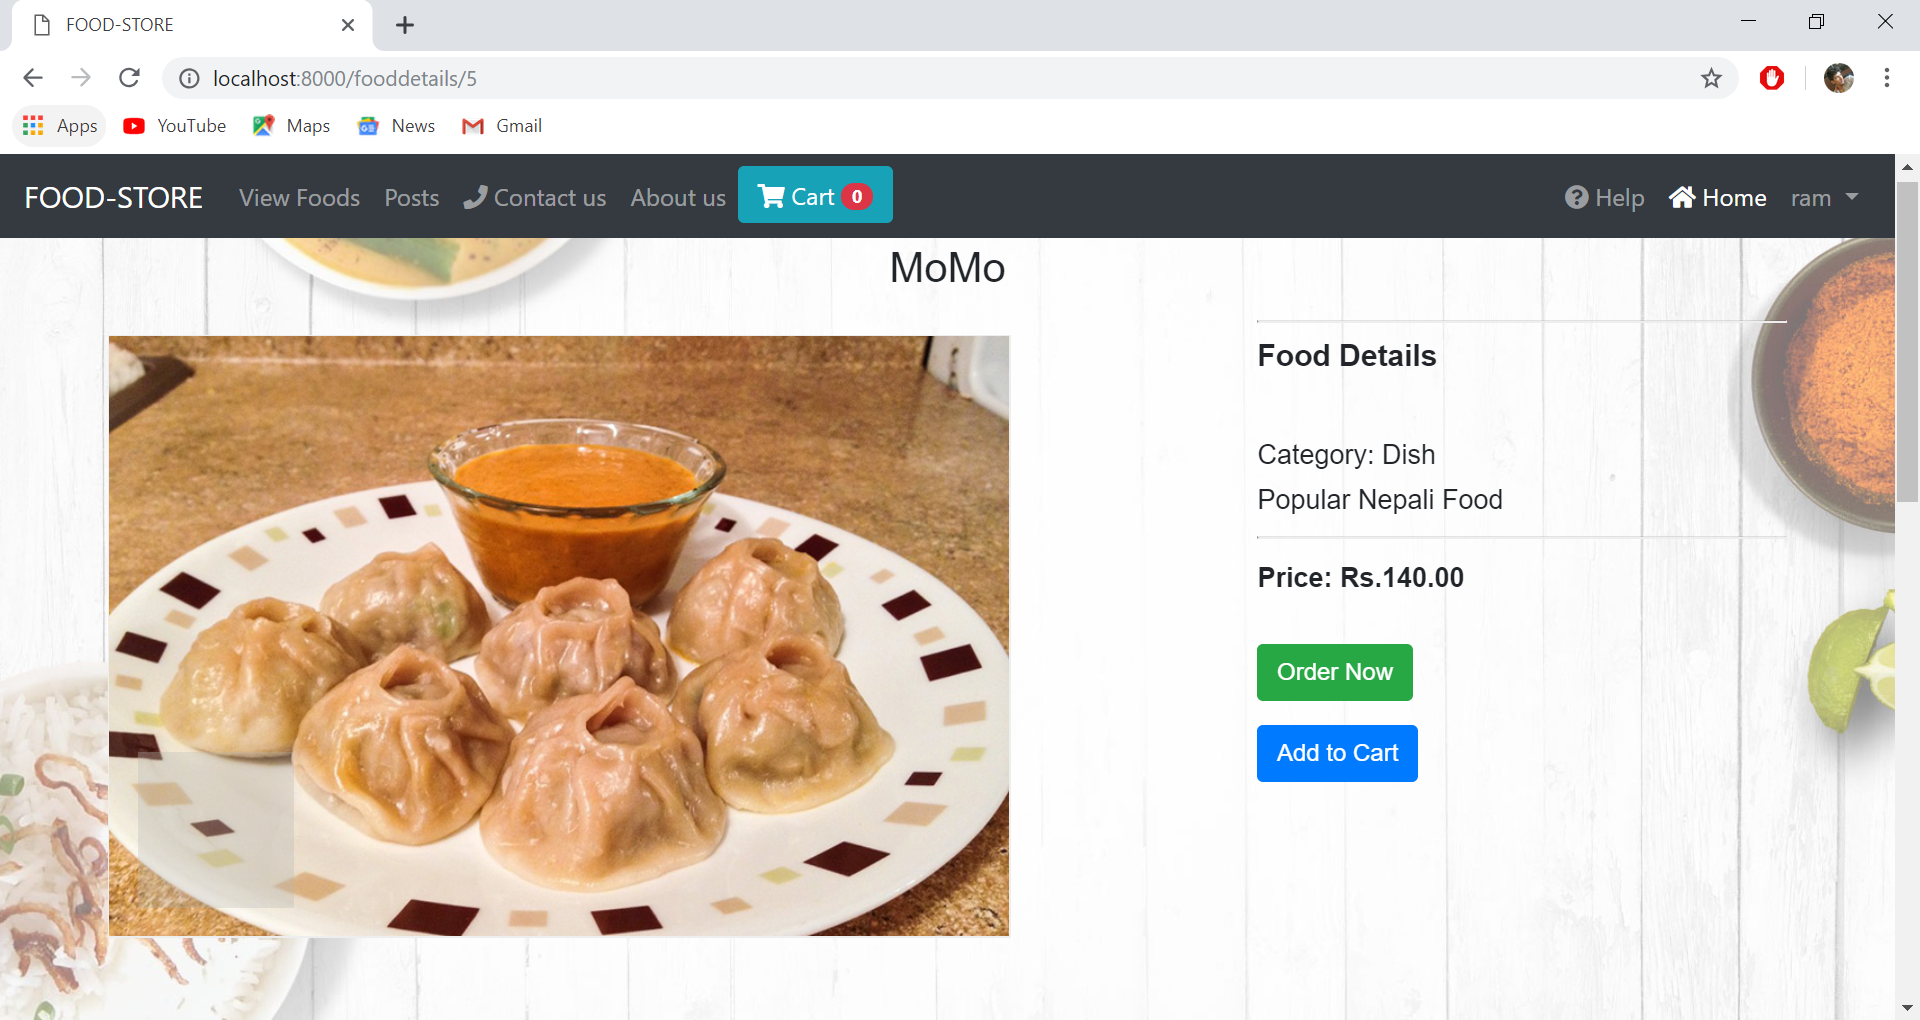 FOOD-STORE
localhost:8000/fooddetails/5
Apps YouTube Maps News Gmail
FOOD-STORE View Foods Posts Contact us About us Cart 0 Help Home ram
MoMo
Food Details
Category: Dish
Popular Nepali Food
Price: Rs.140.00
Order Now
Add to Cart